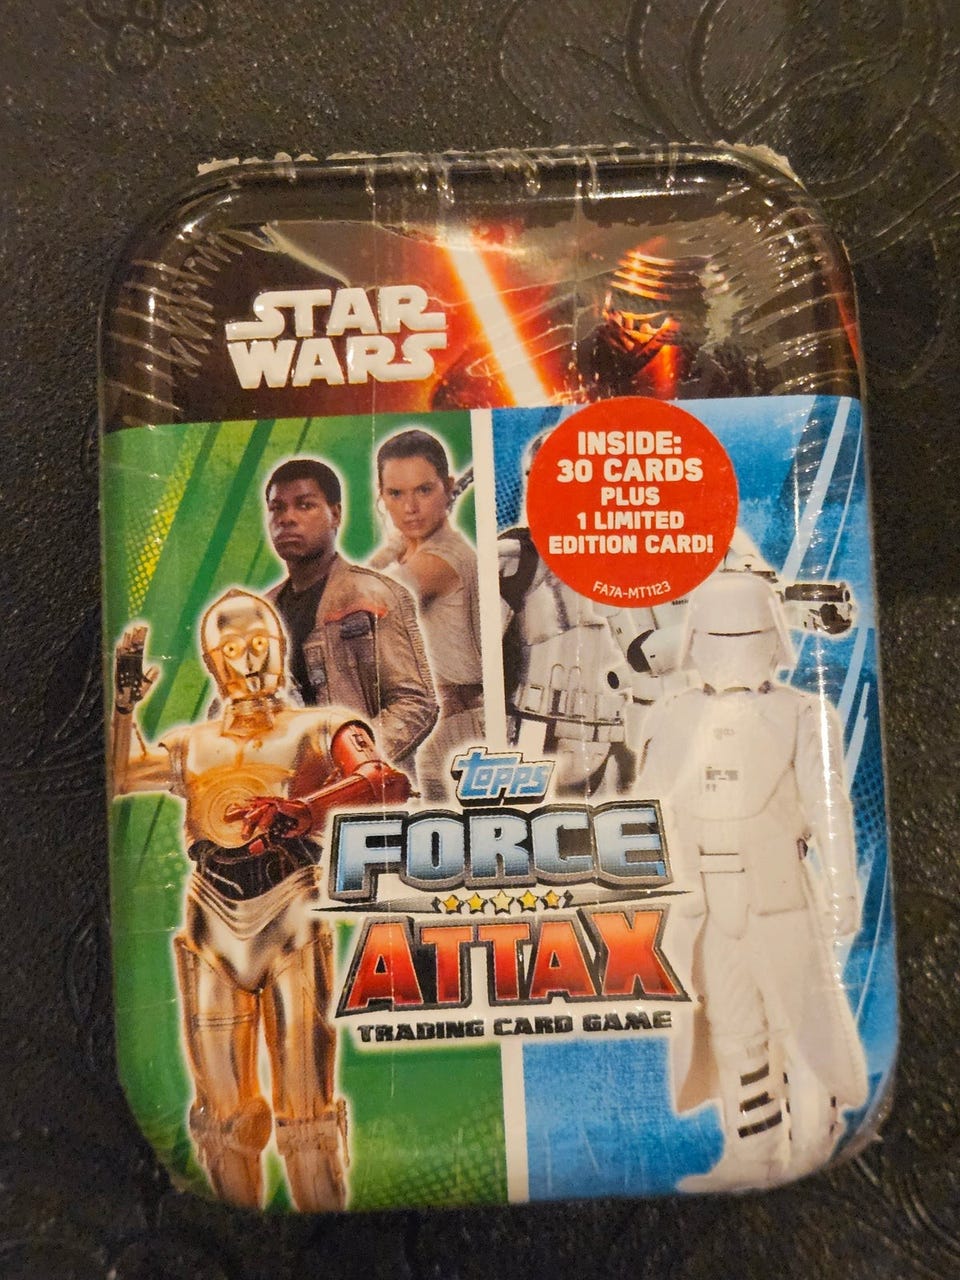 STAR
WARS
INSIDE:
30 CARDS
PLUS
1 LIMITED
EDITION CARD!
FA7A-MT1123
topps
FORCE
ATTAX
TRADING CARD GAME